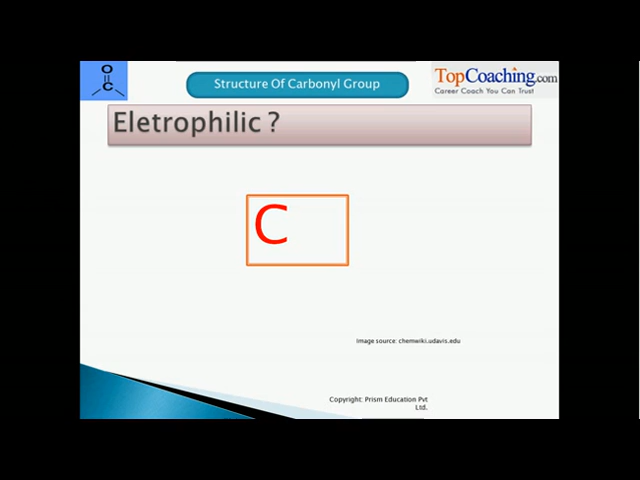 O
C
Structure Of Carbonyl Group
TopCoaching.com
Career Coach You Can Trust
Eletrophilic ?
C
Image source: chemwiki.udavis.edu
Copyright: Prism Education Pvt
Ltd.